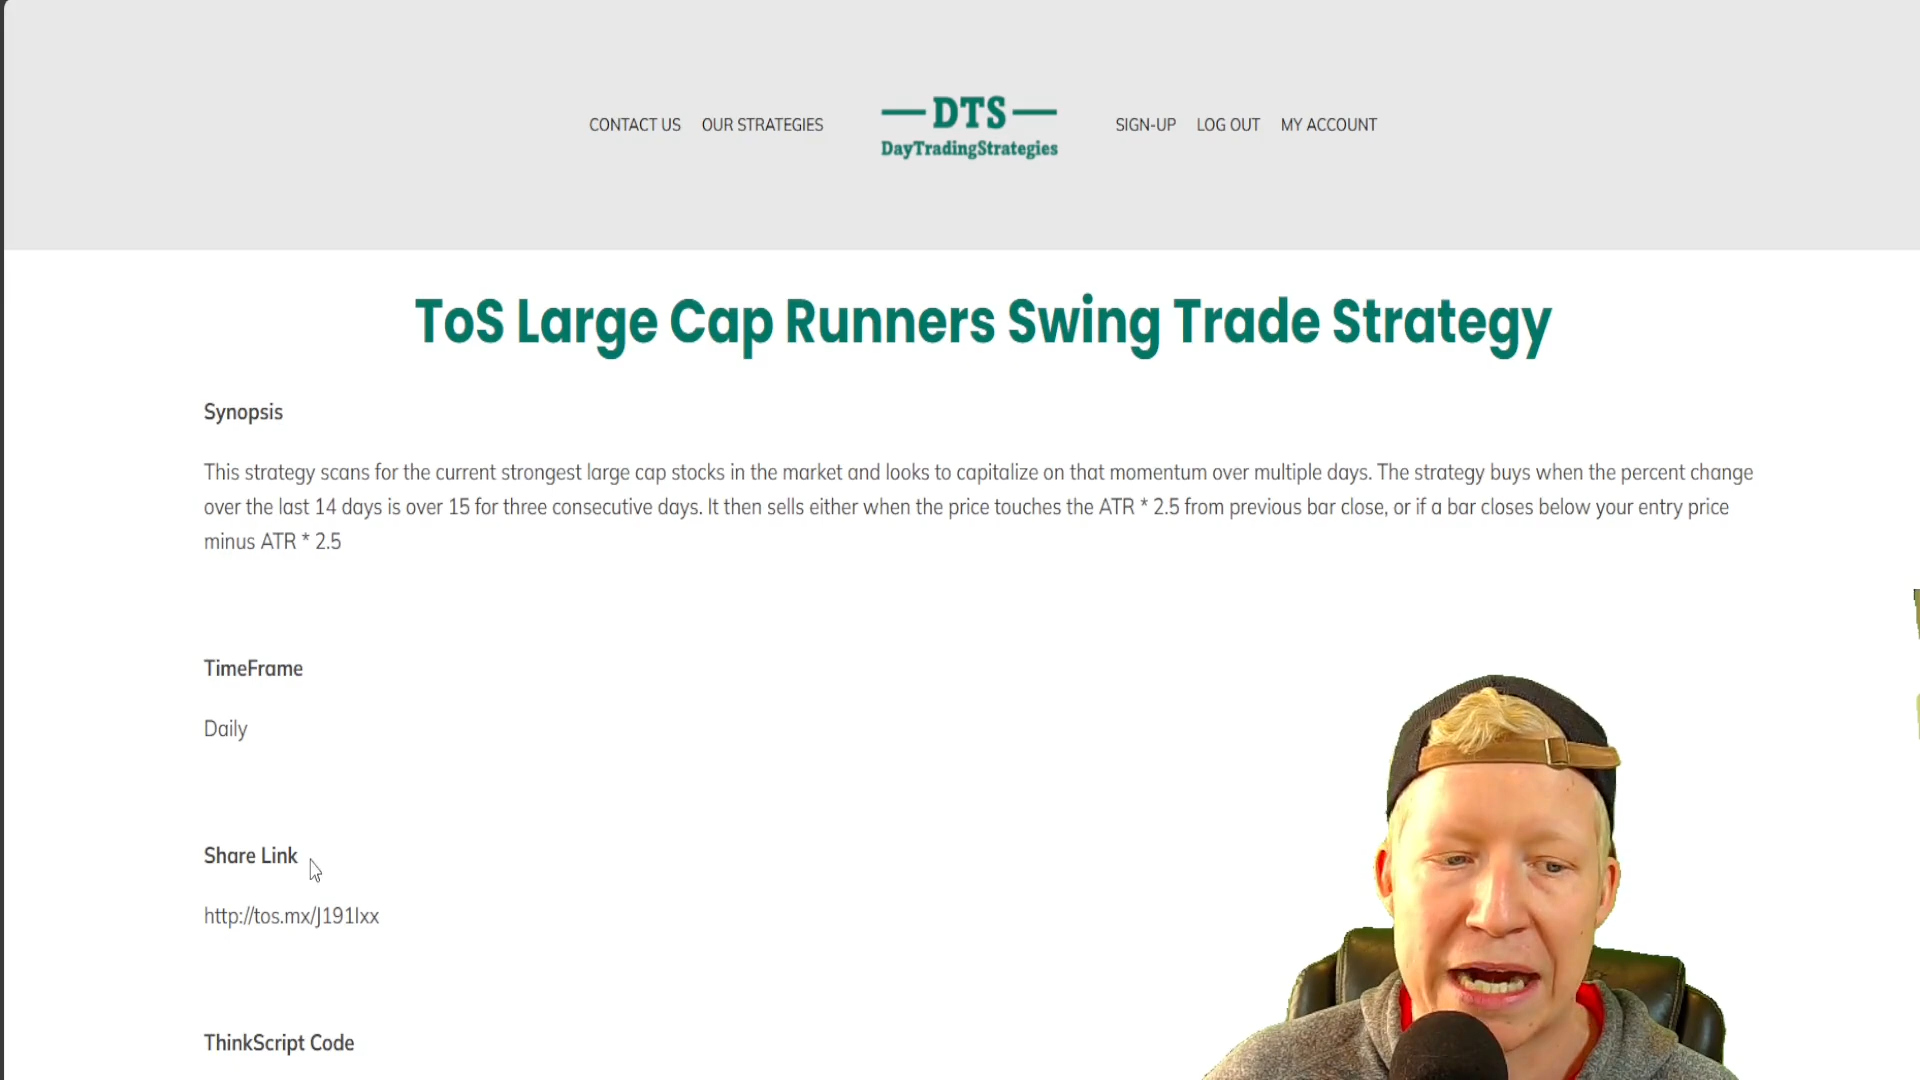 CONTACT US OUR STRATEGIES DTS SIGN-UP LOG OUT MY ACCOUNT
DayTradingStrategies
ToS Large Cap Runners Swing Trade Strategy
Synopsis
This strategy scans for the current strongest large cap stocks in the market and looks to capitalize on that momentum over multiple days. The strategy buys when the percent change
over the last 14 days is over 15 for three consecutive days. It then sells either when the price touches the ATR * 2.5 from previous bar close, or if a bar closes below your entry price
minus ATR * 2.5
TimeFrame
Daily
Share Link
http://tos.mx/J191lxx
ThinkScript Code